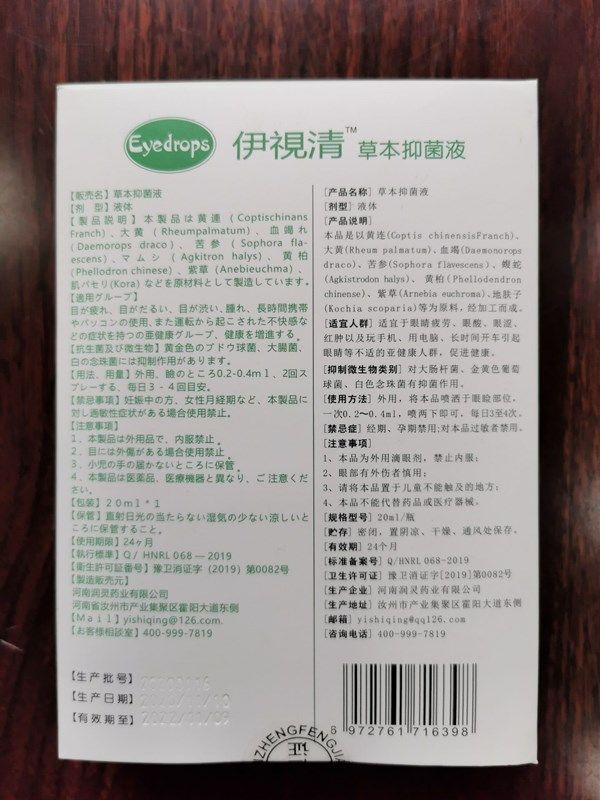 Eyedrops 伊視清™ 草本抑菌液
【販売名】草本抑菌液
【剤　型】液体
【製品説明】本製品は黄連（Coptischinans
Franch)、大黄（Rheumpalmatum)、血竭れ
(Daemorops draco)、苦参（Sophora fla-
escens)、マムシ（Agkitron halys)、黄柏
(Phellodron chinese)、紫草(Anebieuchma)、
肌パセリ(Kora）などを原料として製造しています。
【適用グループ】
目が疲れ、目がだるい、目が渋い、腫れ、長時間携帯
やパソコンの使用、また運転から起こされた不快感な
どの症状を持つの亜健康グループ、健康を増進する。
【抗生菌及び微生物】黄金色のブドウ球菌、大腸菌、
白の念珠菌には抑制作用があります。
【用法、用量】外用、瞼のところ0.2-0.4ml、2回ス
プレーする、毎日３-４回目安。
【禁忌事項】妊娠中の方、女性月経期など、本製品に
対し過敏性症状がある場合使用禁止。
【注意事項】
1、本製品は外用品で、内服禁止。
2、目には外傷がある場合使用禁止。
3、小児の手の届かないところに保管。
4、本製品は医薬品、医療機器と異なり、ご注意くださ
い。
【包装】20ml＊1
【保管】直射日光の当たらない湿気の少ない涼しいと
ころに保管すること。
【使用期限】24ヶ月
【執行標準】Q/ HNRL 068—2019
【衛生許可証番号】豫卫消证字（2019）第0082号
【製造販売元】
河南润灵药业有限公司
河南省汝州市产业集聚区霍阳大道东侧
【Mail】yishiqing@126.com.
【お客様相談室】400-999-7819
【生产批号】
【生产日期】2020/11/10
【有效期至】2022/11/09
[产品名称] 草本抑菌液
[剂型] 液体
[产品说明]
本品是以黄连(Coptis chinensisFranch)、
大黄(Rheum palmatum)、血竭(Daemonorops
draco)、苦参(Sophora flavescens)、蝮蛇
(Agkistrodon halys)、黄柏(Phellodendron
chinense)、紫草(Arnebia euchroma)、地肤子
(Kochia scoparia)等为原料，经加工而成。
[适宜人群] 适宜于眼睛疲劳、眼酸、眼涩、
红肿以及玩手机、用电脑、长时间开车引起
眼睛等不适的亚健康人群，促进健康。
[抑制微生物类别] 对大肠杆菌、金黄色葡萄
球菌、白色念珠菌有抑菌作用。
[使用方法] 外用，将本品喷洒于眼睑部位，
一次0.2～0.4ml，喷两下即可，每日3至4次。
[禁忌症] 经期、孕期禁用;对本品过敏者禁用。
[注意事项]
1、本品为外用滴眼剂，禁止内服；
2、眼部有外伤者慎用；
3、请将本品置于儿童不能触及的地方；
4、本品不能代替药品或医疗器械。
[规格型号] 20ml/瓶
[贮存] 密闭，置阴凉、干燥、通风处保存。
[有效期] 24个月
[标准备案号] Q/HNRL 068-2019
[卫生许可证] 豫卫消证字[2019]第0082号
[生产企业] 河南润灵药业有限公司
[生产地址] 汝州市产业集聚区霍阳大道东侧
[邮箱] yishiqing@qq126.com.
[咨询电话] 400-999-7819
6 972761 716398
ZHENGFENGJIA